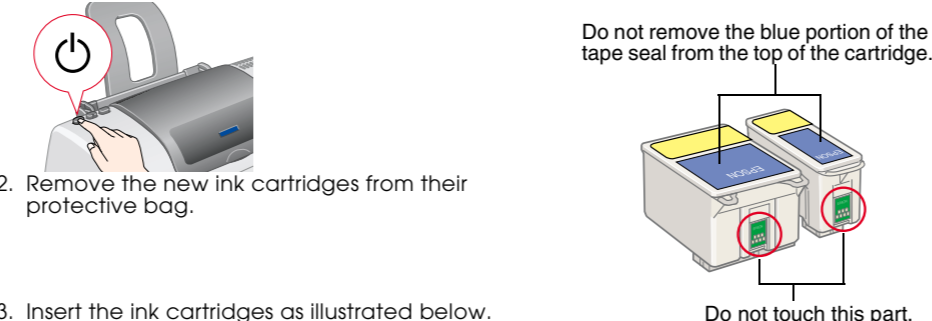 2. Remove the new ink cartridges from their
protective bag.
3. Insert the ink cartridges as illustrated below.
Do not remove the blue portion of the
tape seal from the top of the cartridge.
EPSON
EPSON
Do not touch this part.